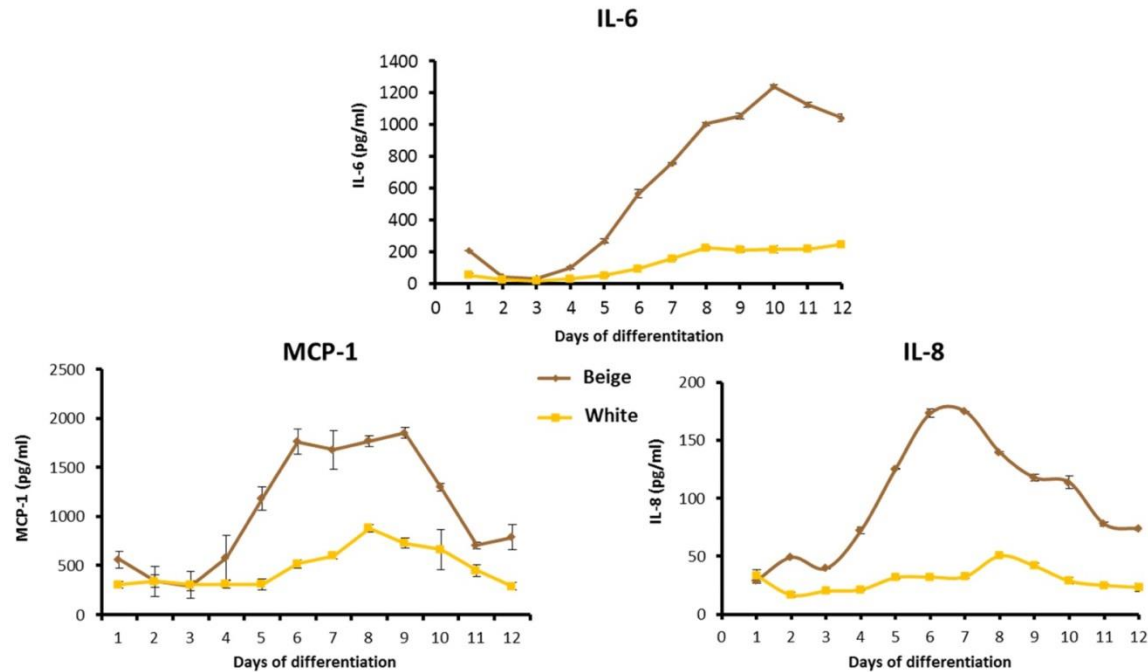 IL-6
1400
1200
1000
800
600
400
200
0
IL-6 (pg/ml)
0 1 2 3 4 5 6 7 8 9 10 11 12
Days of differentitation
MCP-1
2500
2000
1500
1000
500
0
MCP-1 (pg/ml)
1 2 3 4 5 6 7 8 9 10 11 12
Days of differentiation
Beige
White
IL-8
200
150
100
50
0
IL-8 (pg/ml)
0 1 2 3 4 5 6 7 8 9 10 11 12
Days of differentiation